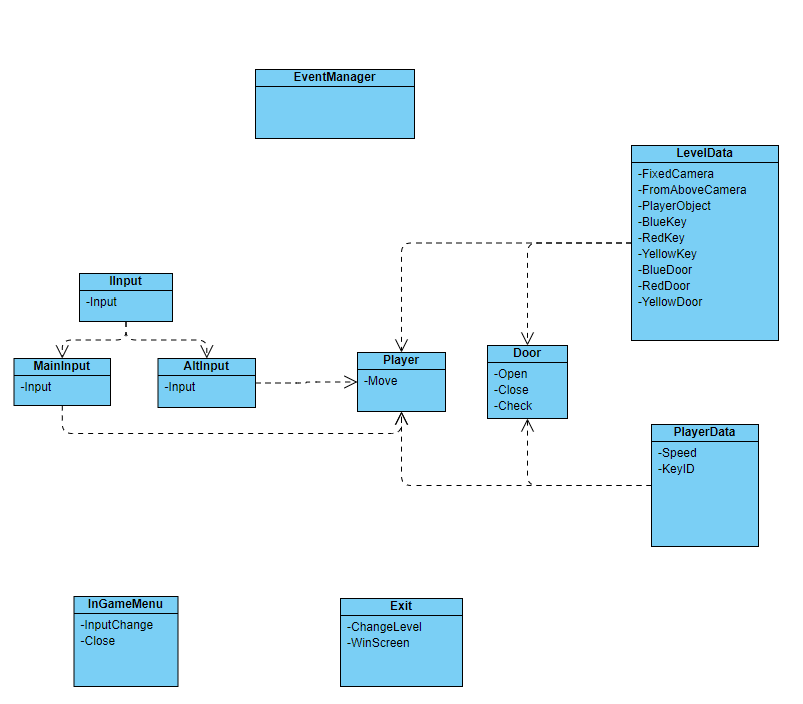 EventManager
LevelData
-FixedCamera
-FromAboveCamera
-PlayerObject
-BlueKey
-RedKey
-YellowKey
-BlueDoor
-RedDoor
-YellowDoor
IInput
-Input
MainInput
-Input
AltInput
-Input
Player
-Move
Door
-Open
-Close
-Check
PlayerData
-Speed
-KeyID
InGameMenu
-InputChange
-Close
Exit
-ChangeLevel
-WinScreen